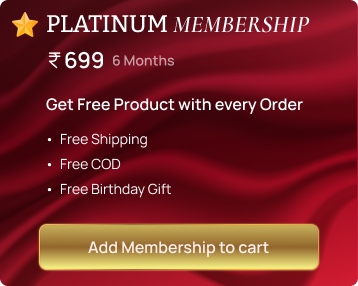 PLATINUM MEMBERSHIP
₹699 6 Months
Get Free Product with every Order
• Free Shipping
• Free COD
• Free Birthday Gift
Add Membership to cart